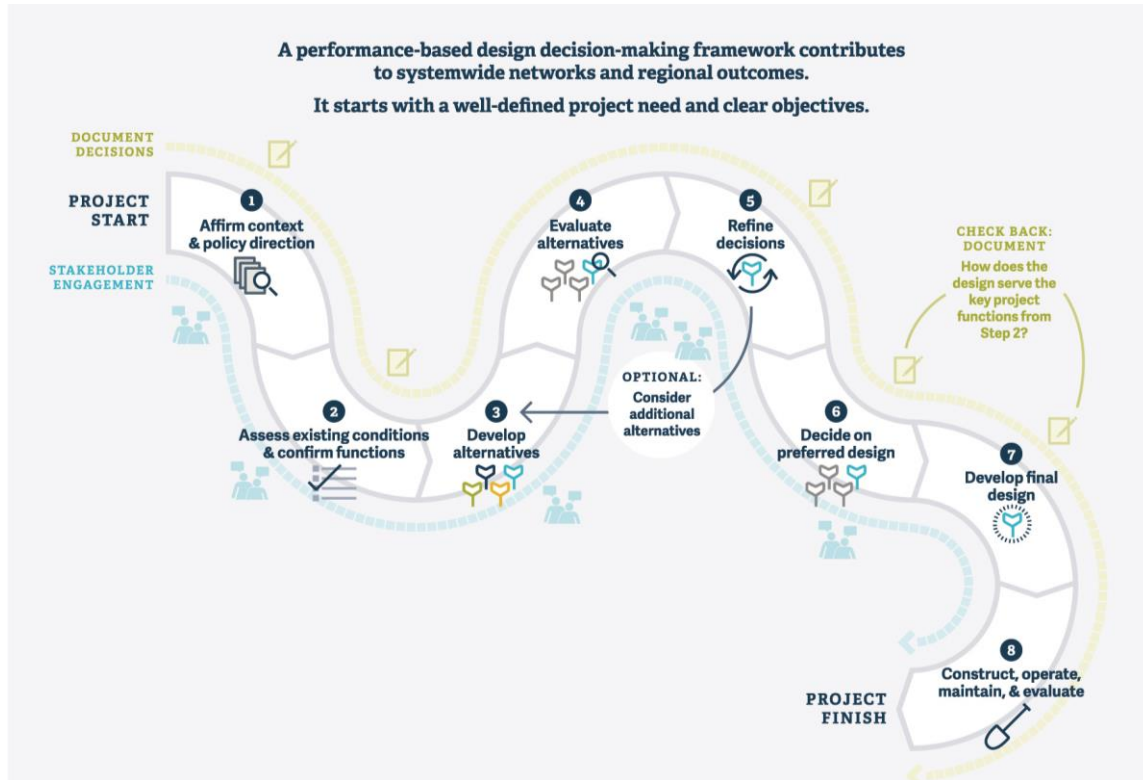 A performance-based design decision-making framework contributes
to systemwide networks and regional outcomes.
It starts with a well-defined project need and clear objectives.
DOCUMENT
DECISIONS
PROJECT
START
STAKEHOLDER
ENGAGEMENT
1
Affirm context
& policy direction
2
Assess existing conditions
& confirm functions
3
Develop
alternatives
4
Evaluate
alternatives
5
Refine
decisions
OPTIONAL:
Consider
additional
alternatives
6
Decide on
preferred design
CHECK BACK:
DOCUMENT
How does the
design serve the
key project
functions from
Step 2?
7
Develop final
design
8
Construct, operate,
maintain, & evaluate
PROJECT
FINISH